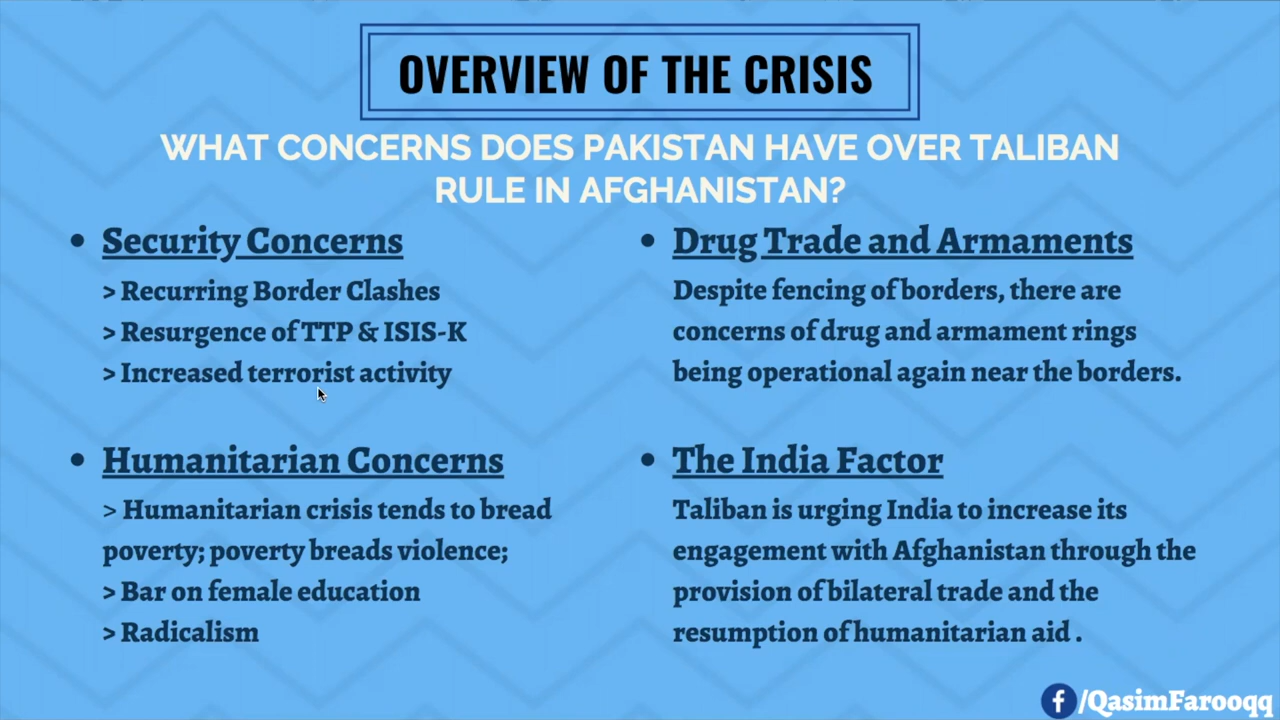 OVERVIEW OF THE CRISIS
WHAT CONCERNS DOES PAKISTAN HAVE OVER TALIBAN
RULE IN AFGHANISTAN?
• Security Concerns
> Recurring Border Clashes
> Resurgence of TTP & ISIS-K
> Increased terrorist activity
• Humanitarian Concerns
> Humanitarian crisis tends to bread
poverty; poverty breads violence;
> Bar on female education
> Radicalism
• Drug Trade and Armaments
Despite fencing of borders, there are
concerns of drug and armament rings
being operational again near the borders.
• The India Factor
Taliban is urging India to increase its
engagement with Afghanistan through the
provision of bilateral trade and the
resumption of humanitarian aid .
f /QasimFarooqq